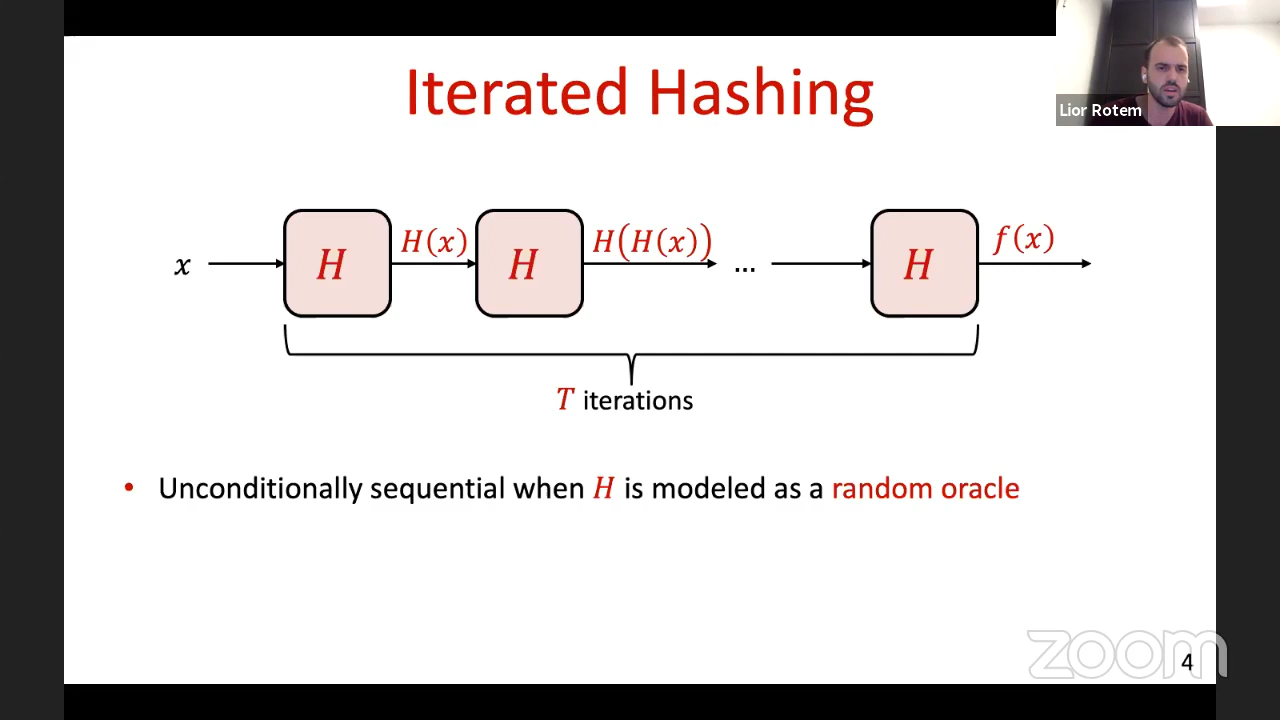 Iterated Hashing
Lior Rotem
x H H(x) H H(H(x)) ... H f(x)
T iterations
• Unconditionally sequential when H is modeled as a random oracle
zoom
4